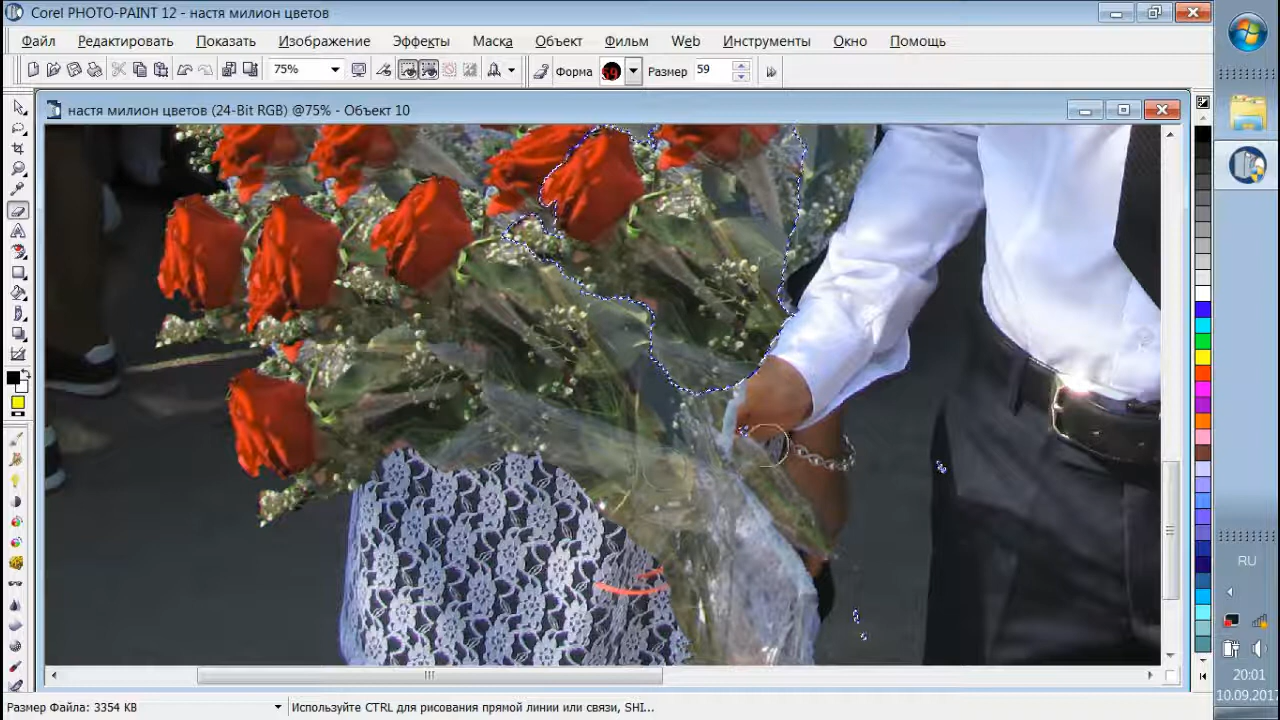 Corel PHOTO-PAINT 12 - настя милион цветов
Файл Редактировать Показать Изображение Эффекты Маска Объект Фильм Web Инструменты Окно Помощь
75% Форма 59 Размер 59
настя милион цветов (24-Bit RGB) @75% - Объект 10
RU
20:01
10.09.201
Размер Файла: 3354 KB Используйте CTRL для рисования прямой линии или связи, SHI...